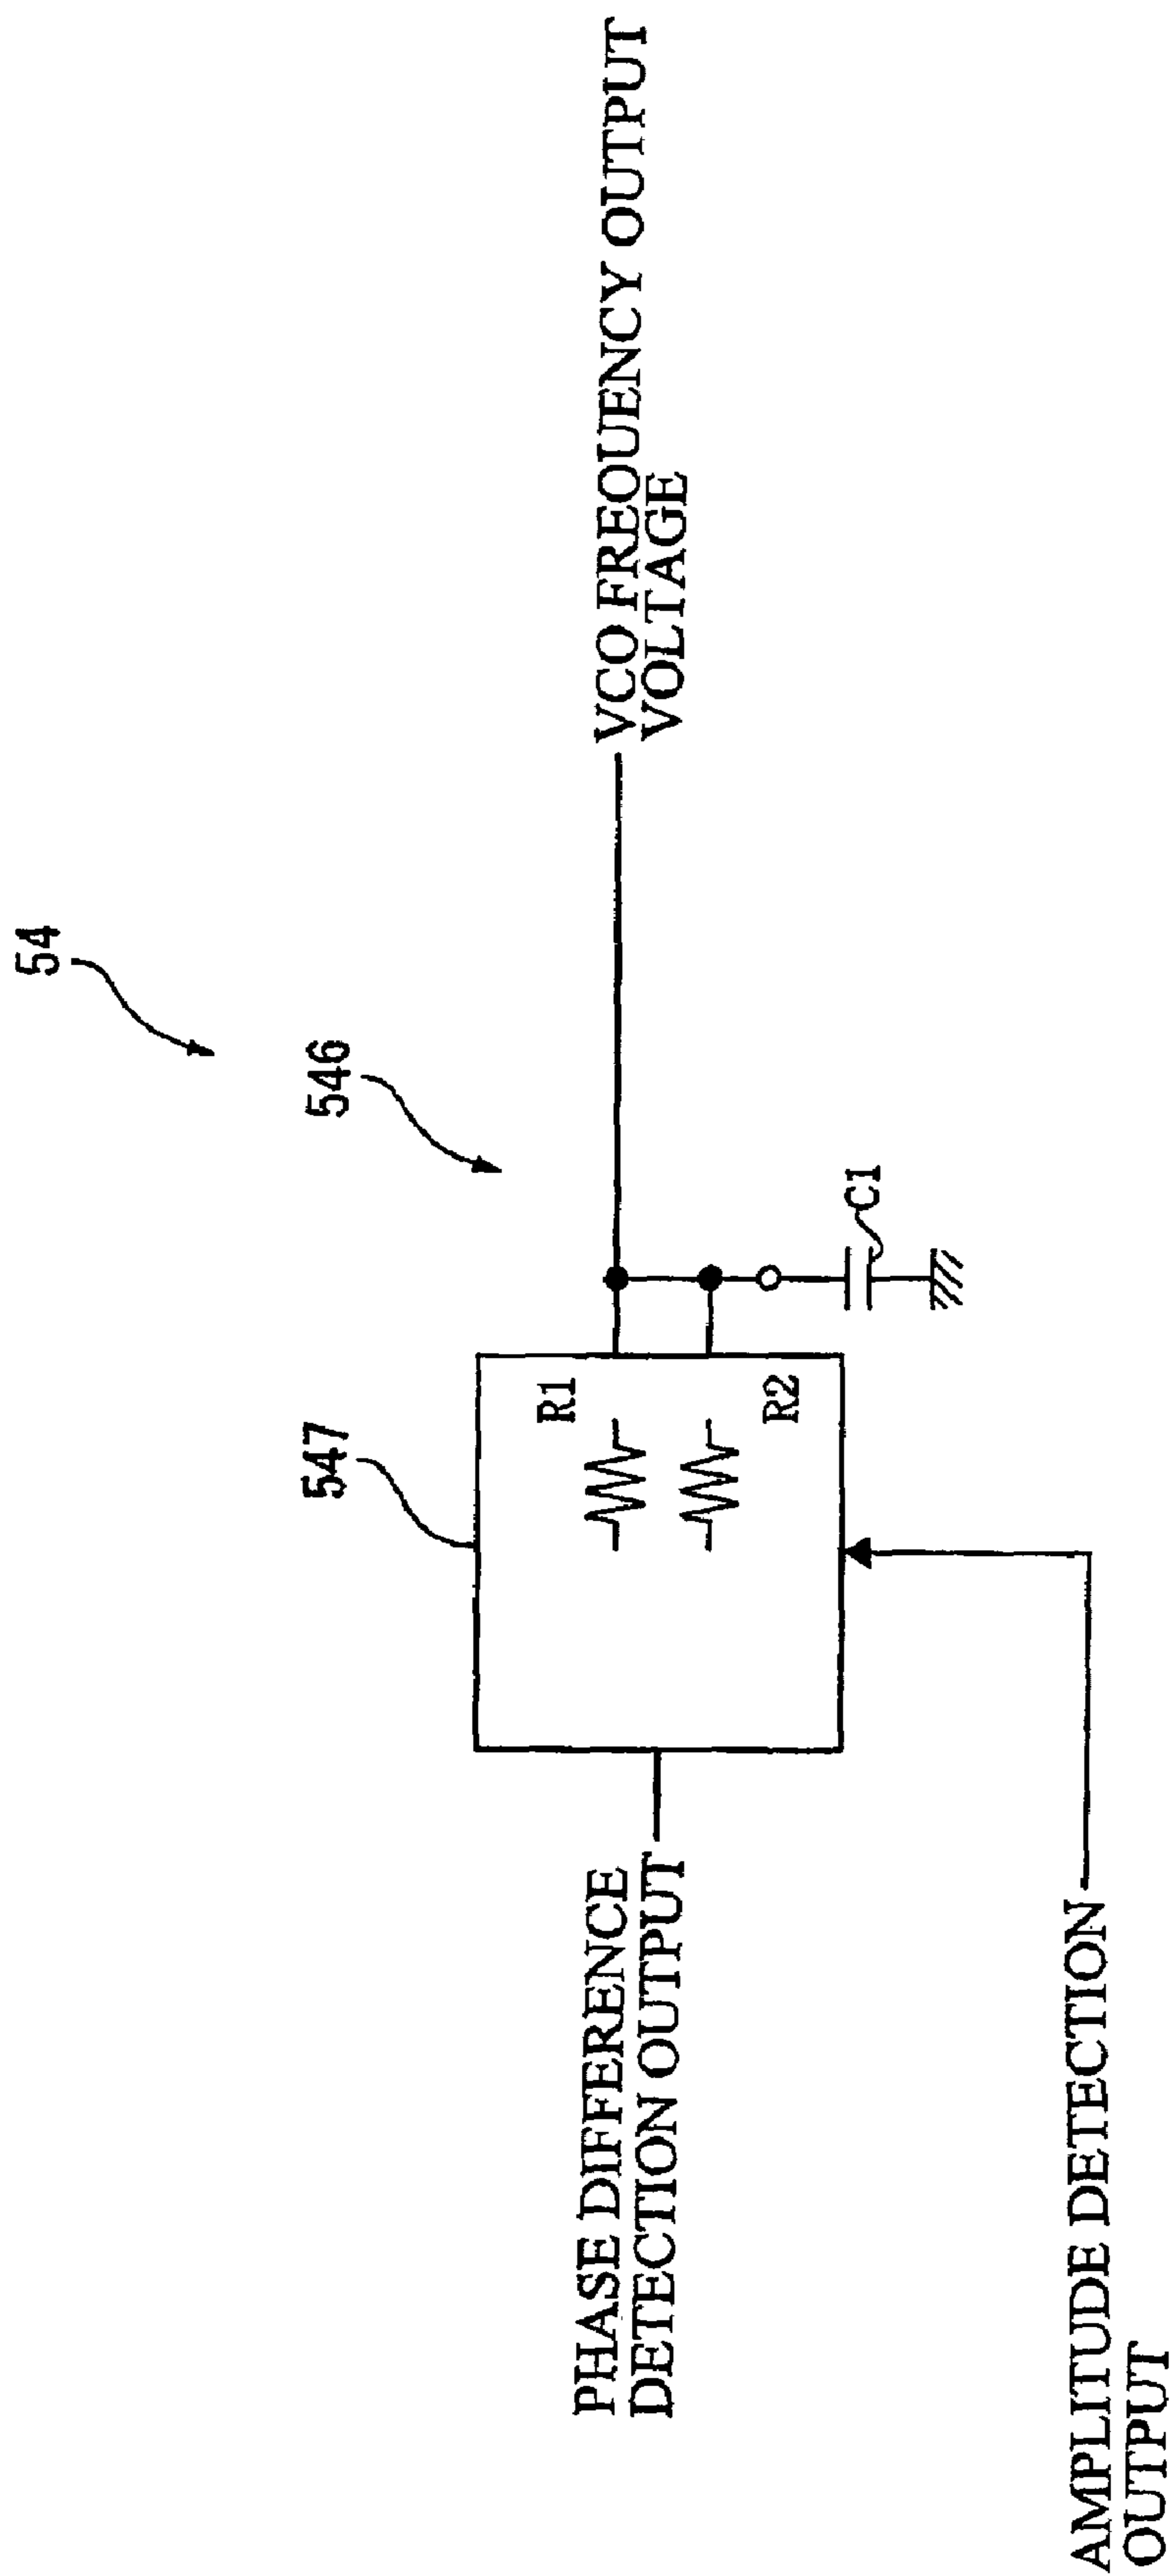 54
546
547
R1
R2
C1
PHASE DIFFERENCE
DETECTION OUTPUT
VCO FREQUENCY OUTPUT
VOLTAGE
AMPLITUDE DETECTION
OUTPUT